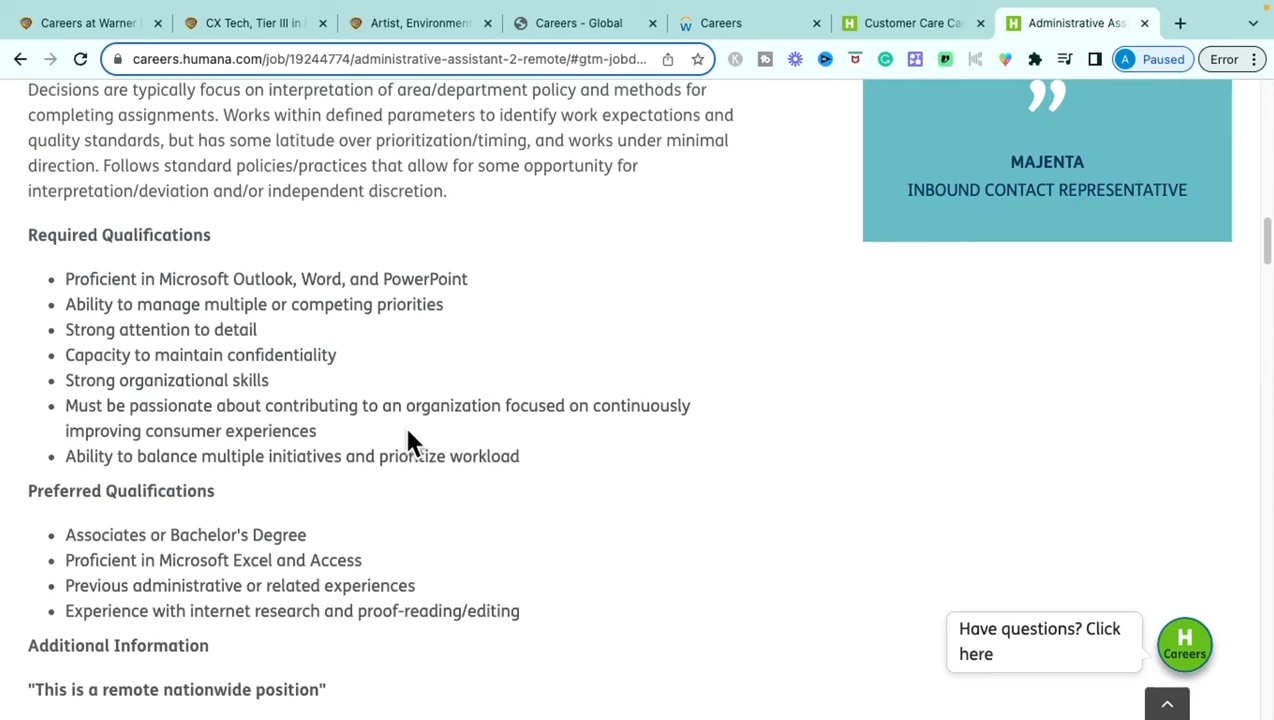 Careers at Warner
CX Tech, Tier III in
Artist, Environment
Careers - Global
Careers
Customer Care Ca
Administrative Ass
careers.humana.com/job/19244774/administrative-assistant-2-remote/#gtm-jobd...
A Paused
Error
Decisions are typically focus on interpretation of area/department policy and methods for
completing assignments. Works within defined parameters to identify work expectations and
quality standards, but has some latitude over prioritization/timing, and works under minimal
direction. Follows standard policies/practices that allow for some opportunity for
interpretation/deviation and/or independent discretion.
Required Qualifications
Proficient in Microsoft Outlook, Word, and PowerPoint
Ability to manage multiple or competing priorities
Strong attention to detail
Capacity to maintain confidentiality
Strong organizational skills
Must be passionate about contributing to an organization focused on continuously
improving consumer experiences
Ability to balance multiple initiatives and prioritize workload
Preferred Qualifications
Associates or Bachelor's Degree
Proficient in Microsoft Excel and Access
Previous administrative or related experiences
Experience with internet research and proof-reading/editing
Additional Information
"This is a remote nationwide position"
”
MAJENTA
INBOUND CONTACT REPRESENTATIVE
Have questions? Click
here
H
Careers